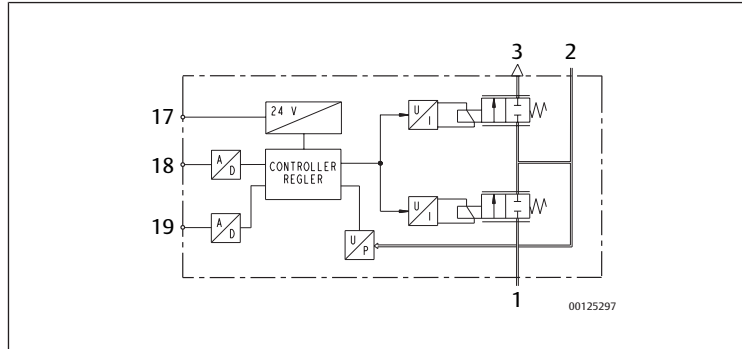 3 2
17
24 V
U
I
18
A
D
CONTROLLER
REGLER
19
A
D
U
I
U
P
1
00125297